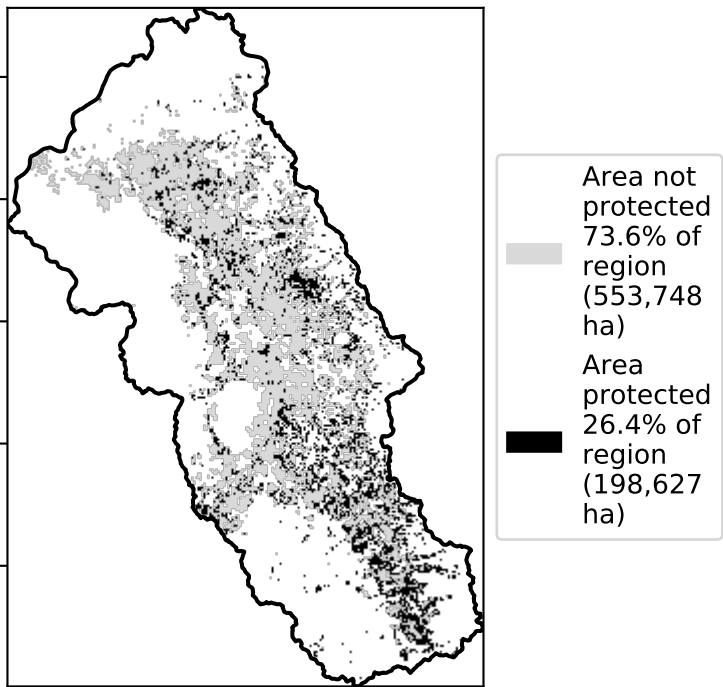 Area not
protected
73.6% of
region
(553,748
ha)
Area
protected
26.4% of
region
(198,627
ha)